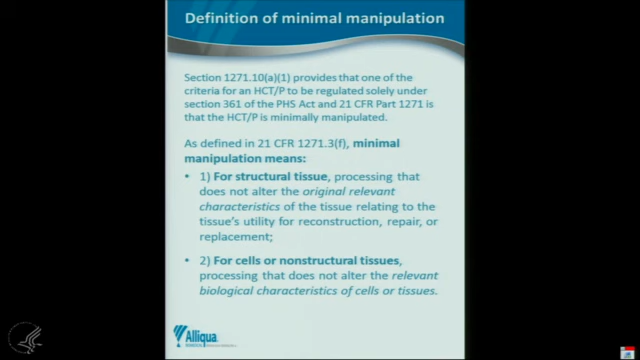 Definition of minimal manipulation
Section 1271.10(a)(1) provides that one of the
criteria for an HCT/P to be regulated solely under
section 361 of the PHS Act and 21 CFR Part 1271 is
that the HCT/P is minimally manipulated.
As defined in 21 CFR 1271.3(f), minimal
manipulation means:
• 1) For structural tissue, processing that
does not alter the original relevant
characteristics of the tissue relating to the
tissue's utility for reconstruction, repair, or
replacement;
• 2) For cells or nonstructural tissues,
processing that does not alter the relevant
biological characteristics of cells or tissues.
Alliqua